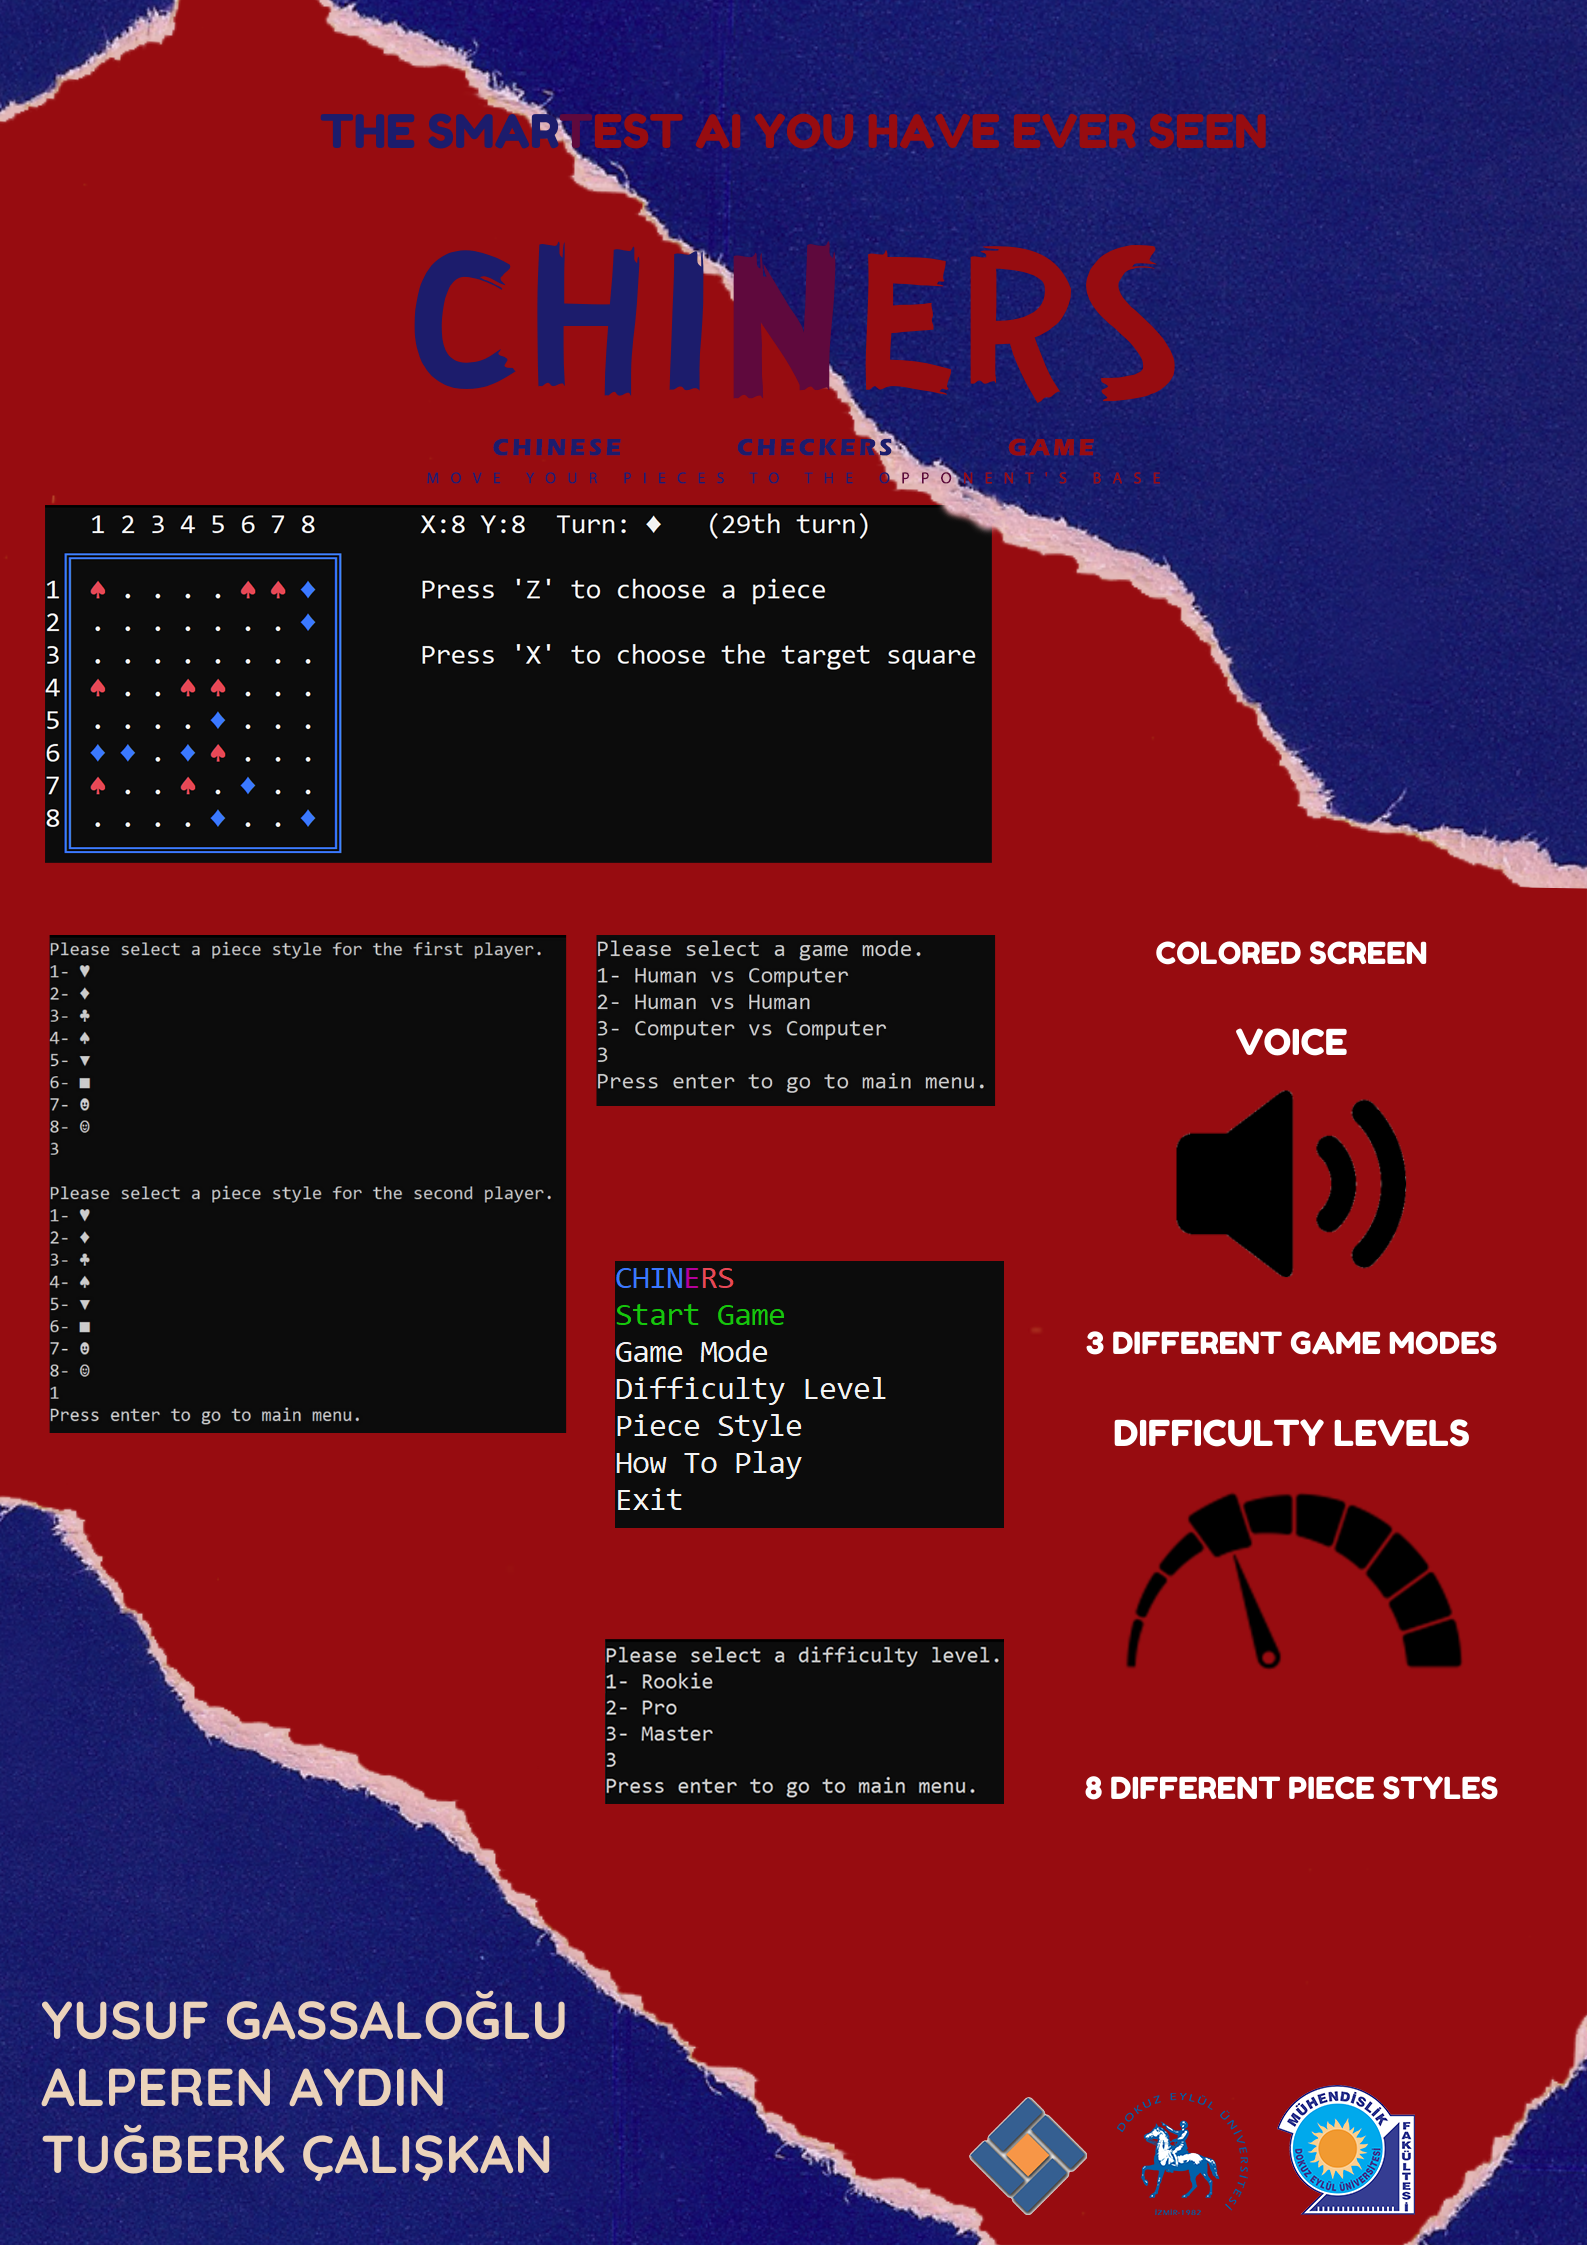 THE SMARTEST AI YOU HAVE EVER SEEN
CHINERS
CHINESE CHECKERS GAME
MOVE YOUR PIECES TO THE OPPONENT'S BASE
1 2 3 4 5 6 7 8
X:8 Y:8 Turn: ♦ (29th turn)
1 ♠ . . . . ♠ ♠ ♦
Press 'Z' to choose a piece
2 . . . . . . . ♦
3 . . . . . . . .
Press 'X' to choose the target square
4 ♠ . . ♠ ♠ . . .
5 . . . . ♦ . . .
6 ♦ ♦ . ♦ ♠ . . .
7 ♠ . . ♠ . ♦ . .
8 . . . . ♦ . . ♦
Please select a piece style for the first player.
1- ♥
2- ♦
3- ♣
4- ♠
5- ▼
6- ■
7- ☻
8- ☺
3
Please select a piece style for the second player.
1- ♥
2- ♦
3- ♣
4- ♠
5- ▼
6- ■
7- ☻
8- ☺
1
Press enter to go to main menu.
Please select a game mode.
1- Human vs Computer
2- Human vs Human
3- Computer vs Computer
3
Press enter to go to main menu.
CHINERS
Start Game
Game Mode
Difficulty Level
Piece Style
How To Play
Exit
Please select a difficulty level.
1- Rookie
2- Pro
3- Master
3
Press enter to go to main menu.
COLORED SCREEN
VOICE
3 DIFFERENT GAME MODES
DIFFICULTY LEVELS
8 DIFFERENT PIECE STYLES
YUSUF GASSALOĞLU
ALPEREN AYDIN
TUĞBERK ÇALIŞKAN
DOKUZ EYLÜL ÜNİVERSİTESİ
İZMİR-1982
MÜHENDİSLİK
FAKÜLTESİ
DOKUZ EYLÜL ÜNİVERSİTESİ